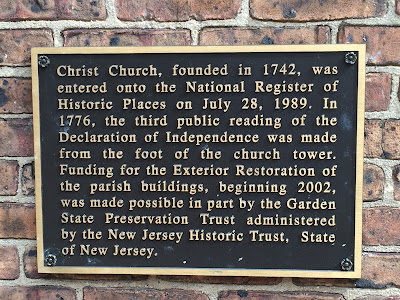 Christ Church, founded in 1742, was
entered onto the National Register of
Historic Places on July 28, 1989. In
1776, the third public reading of the
Declaration of Independence was made
from the foot of the church tower.
Funding for the Exterior Restoration of
the parish buildings, beginning 2002,
was made possible in part by the Garden
State Preservation Trust administered
by the New Jersey Historic Trust, State
of New Jersey.